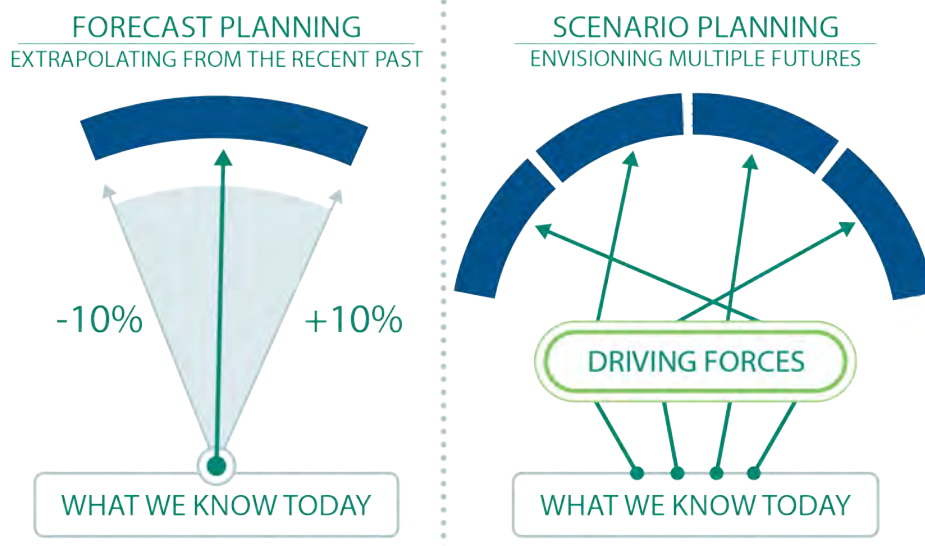 FORECAST PLANNING
EXTRAPOLATING FROM THE RECENT PAST
-10%
+10%
WHAT WE KNOW TODAY
SCENARIO PLANNING
ENVISIONING MULTIPLE FUTURES
DRIVING FORCES
WHAT WE KNOW TODAY